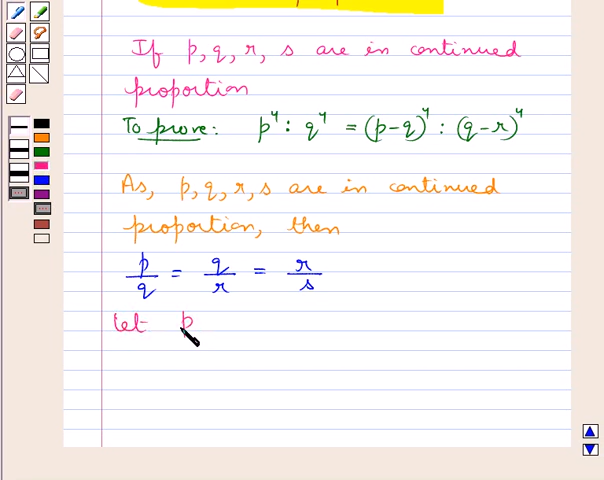 If p, q, r, s are in continued
proportion
To prove: p⁴ : q⁴ = (p-q)⁴ : (q-r)⁴
As, p, q, r, s are in continued
proportion, then
p/q = q/r = r/s
Let p